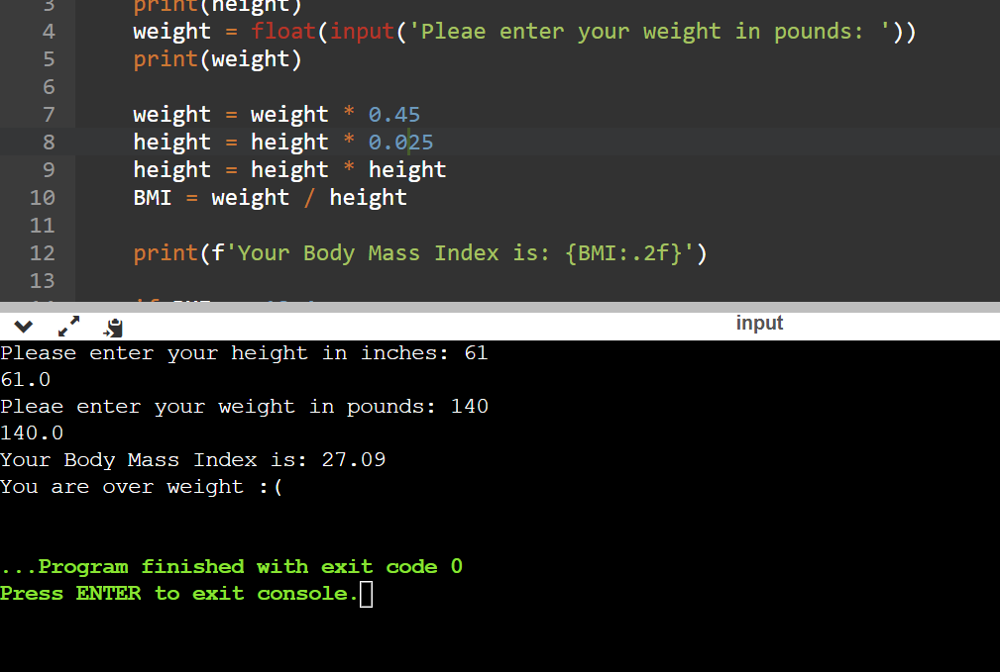 3 print(height)
4 weight = float(input('Pleae enter your weight in pounds: '))
5 print(weight)
6
7 weight = weight * 0.45
8 height = height * 0.025
9 height = height * height
10 BMI = weight / height
11
12 print(f'Your Body Mass Index is: {BMI:.2f}')
13
input
Please enter your height in inches: 61
61.0
Pleae enter your weight in pounds: 140
140.0
Your Body Mass Index is: 27.09
You are over weight :(
...Program finished with exit code 0
Press ENTER to exit console.